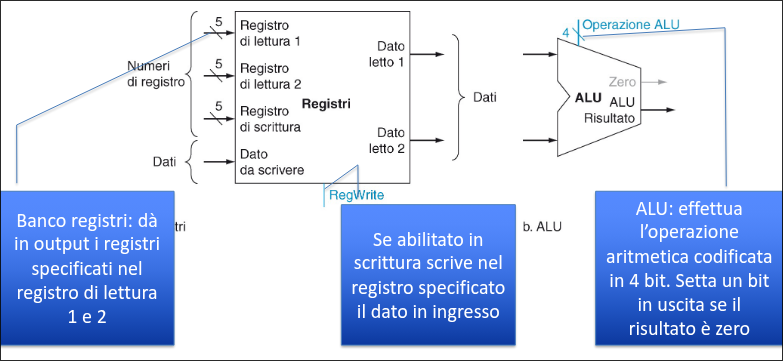 5
Registro
di lettura 1
5
Registro
di lettura 2
5
Registro
di scrittura
Dato
da scrivere
Numeri
di registro
Dati
Registri
Dato
letto 1
Dato
letto 2
RegWrite
Dati
4
Operazione ALU
Zero
ALU
ALU
Risultato
tri
b. ALU
Banco registri: dà
in output i registri
specificati nel
registro di lettura
1 e 2
Se abilitato in
scrittura scrive nel
registro specificato
il dato in ingresso
ALU: effettua
l'operazione
aritmetica codificata
in 4 bit. Setta un bit
in uscita se il
risultato è zero